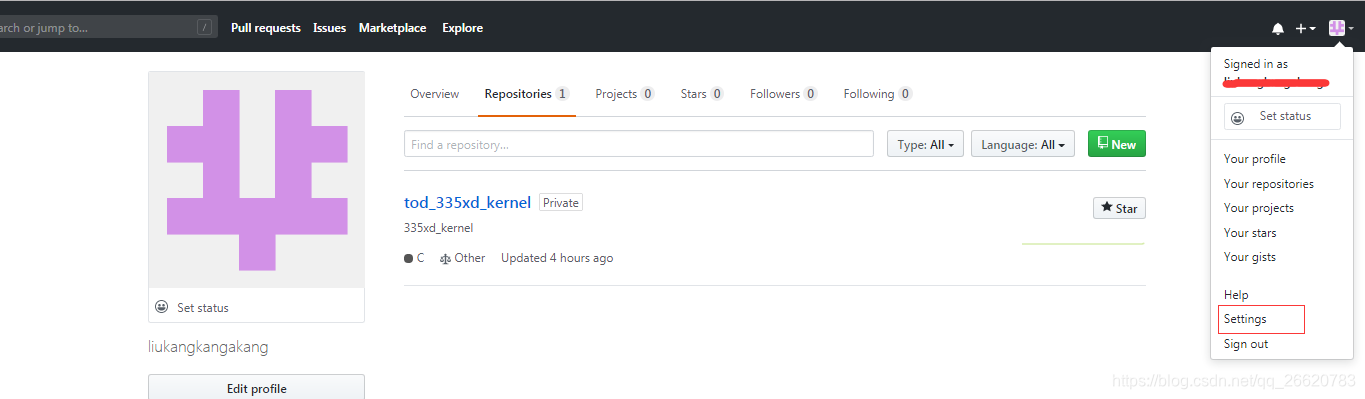 arch or jump to... / Pull requests Issues Marketplace Explore
Signed in as
Set status
Overview Repositories 1 Projects 0 Stars 0 Followers 0 Following 0
Find a repository... Type: All Language: All New
Your profile
Your repositories
Your projects
Your stars
Your gists
Help
Settings
Sign out
tod_335xd_kernel Private Star
335xd_kernel
C Other Updated 4 hours ago
Set status
liukangkangakang
Edit profile
https://blog.csdn.net/qq_26620783